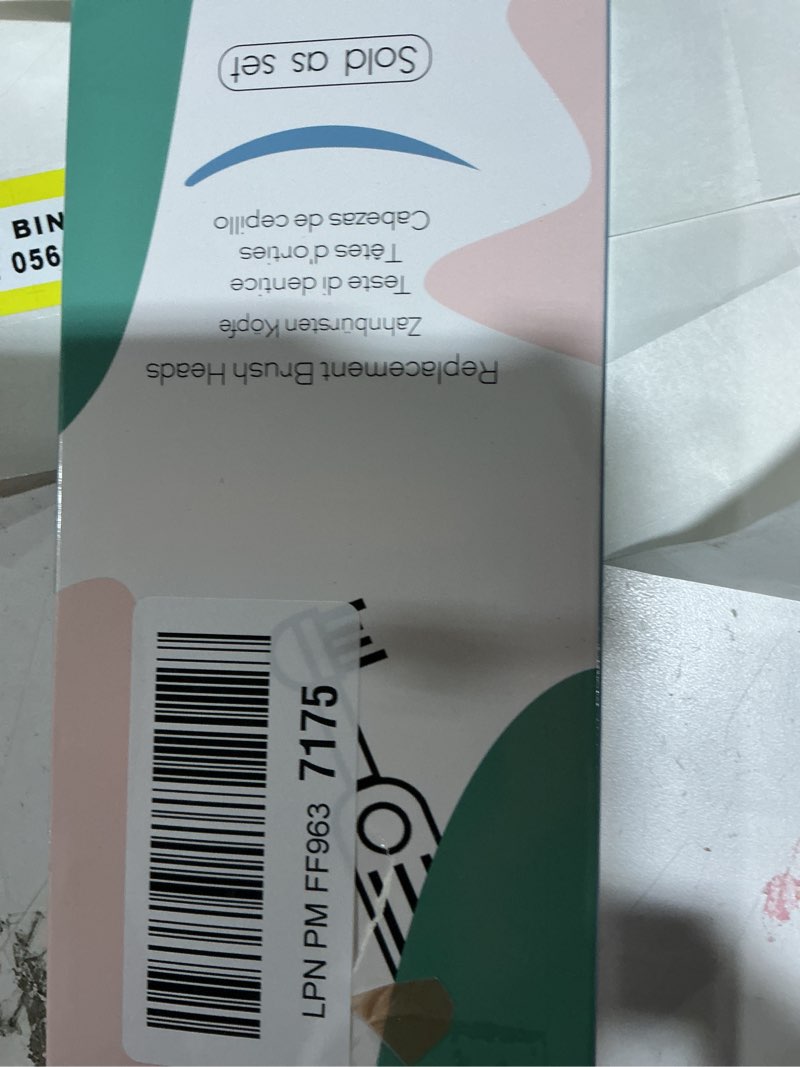 Replacement Brush Heads
Zahnbürsten Köpfe
Teste di dentice
Têtes d'orties
Cabezas de cepillo
Sold as set
LPN PM FF963 7175
BIN
056